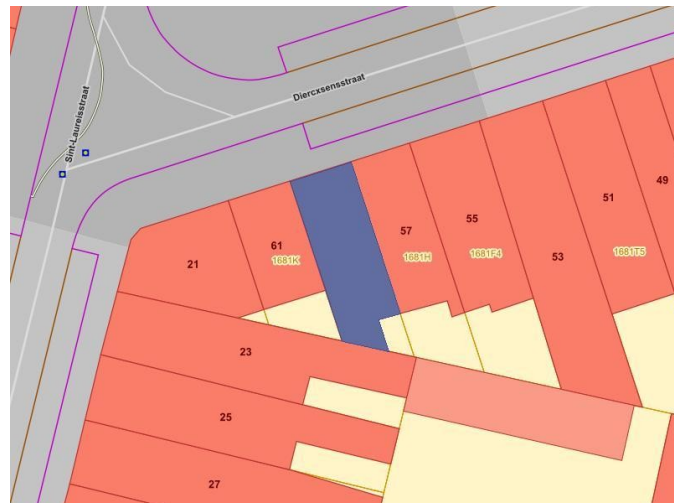 Sint-Laureisstraat
Diercxsensstraat
49
51
1681T5
53
55
1681F4
57
1681H
61
1681K
21
23
25
27